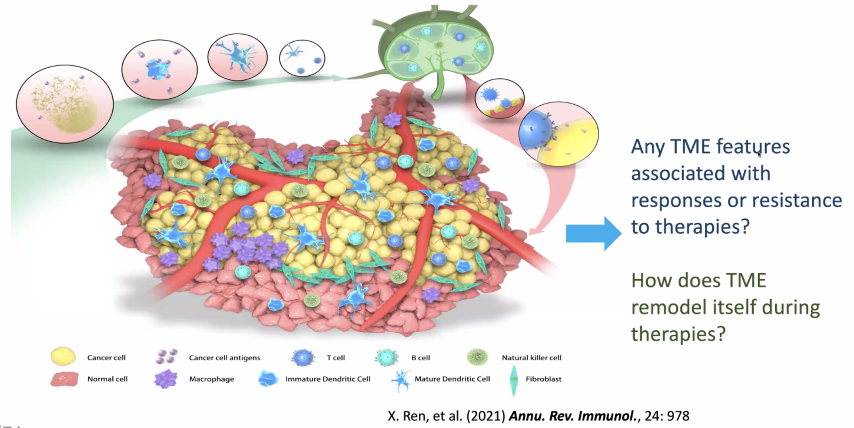 Any TME features
associated with
responses or resistance
to therapies?
How does TME
remodel itself during
therapies?
Cancer cell
Cancer cell antigens
T cell
B cell
Natural killer cell
Normal cell
Macrophage
Immature Dendritic Cell
Mature Dendritic Cell
Fibroblast
X. Ren, et al. (2021) Annu. Rev. Immunol., 24: 978